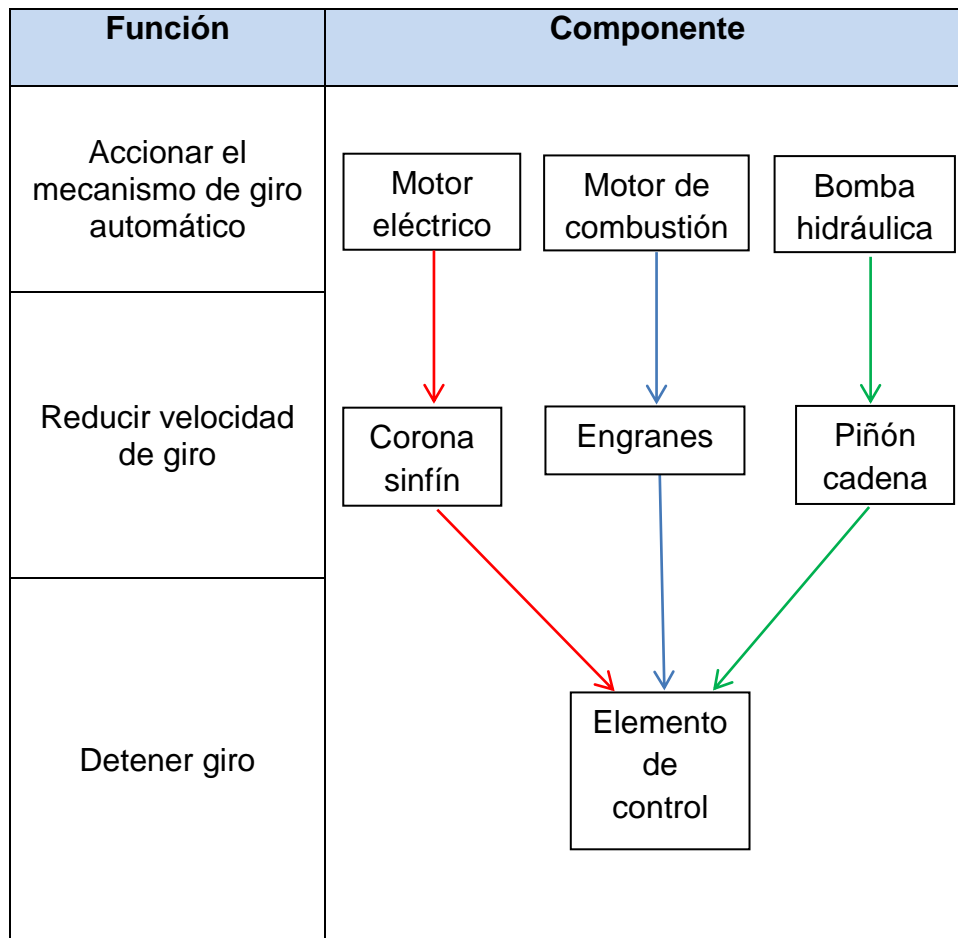 Función
Componente
Accionar el
mecanismo de giro
automático
Motor
eléctrico
Motor de
combustión
Bomba
hidráulica
Reducir velocidad
de giro
Corona
sinfín
Engranes
Piñón
cadena
Detener giro
Elemento
de
control